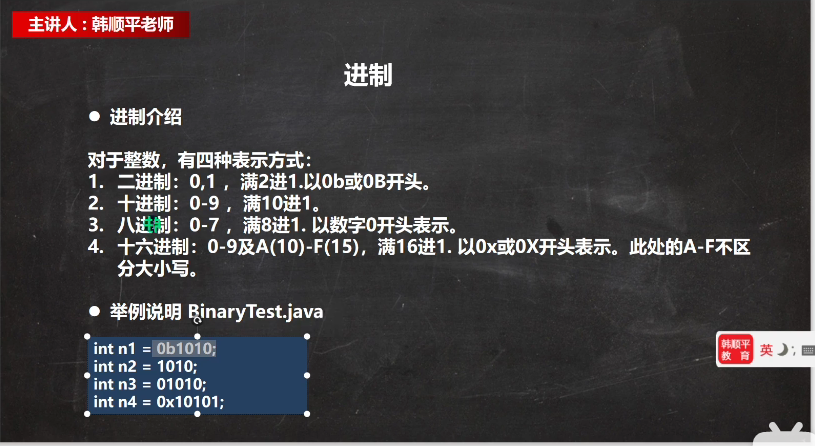 主讲人：韩顺平老师
进制
● 进制介绍
对于整数，有四种表示方式：
1. 二进制：0,1 ，满2进1.以0b或0B开头。
2. 十进制：0-9 ，满10进1。
3. 八进制：0-7 ，满8进1. 以数字0开头表示。
4. 十六进制：0-9及A(10)-F(15)，满16进1. 以0x或0X开头表示。此处的A-F不区
分大小写。
● 举例说明 BinaryTest.java
int n1 = 0b1010;
int n2 = 1010;
int n3 = 01010;
int n4 = 0x10101;
韩顺平
教育
英